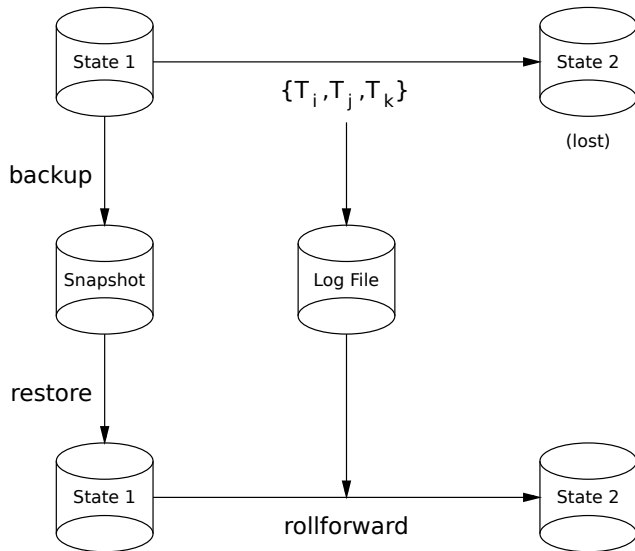 State 1
State 2
{T_i,T_j,T_k}
(lost)
backup
Snapshot
Log File
restore
State 1
State 2
rollforward